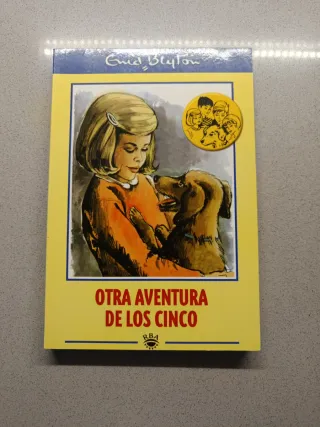 Enid Blyton
OTRA AVENTURA
DE LOS CINCO
RBA